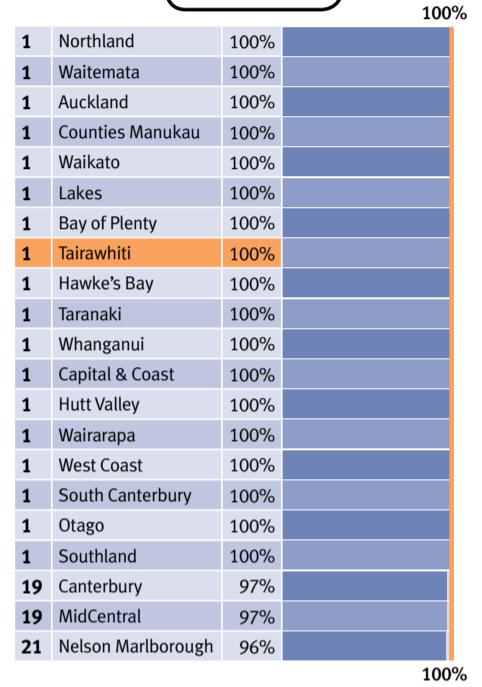 100%
1 Northland 100%
1 Waitemata 100%
1 Auckland 100%
1 Counties Manukau 100%
1 Waikato 100%
1 Lakes 100%
1 Bay of Plenty 100%
1 Tairawhiti 100%
1 Hawke’s Bay 100%
1 Taranaki 100%
1 Whanganui 100%
1 Capital & Coast 100%
1 Hutt Valley 100%
1 Wairarapa 100%
1 West Coast 100%
1 South Canterbury 100%
1 Otago 100%
1 Southland 100%
19 Canterbury 97%
19 MidCentral 97%
21 Nelson Marlborough 96%
100%